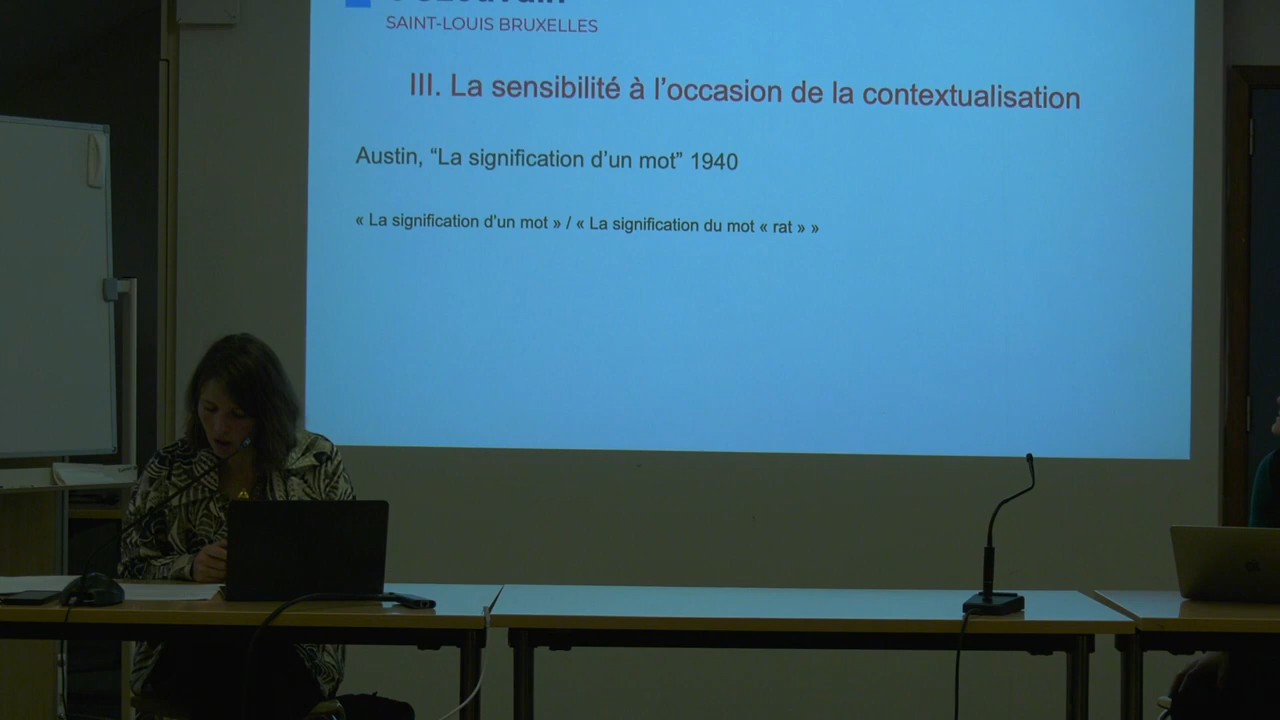 SAINT-LOUIS BRUXELLES
III. La sensibilité à l’occasion de la contextualisation
Austin, “La signification d’un mot” 1940
« La signification d’un mot » / « La signification du mot « rat » »